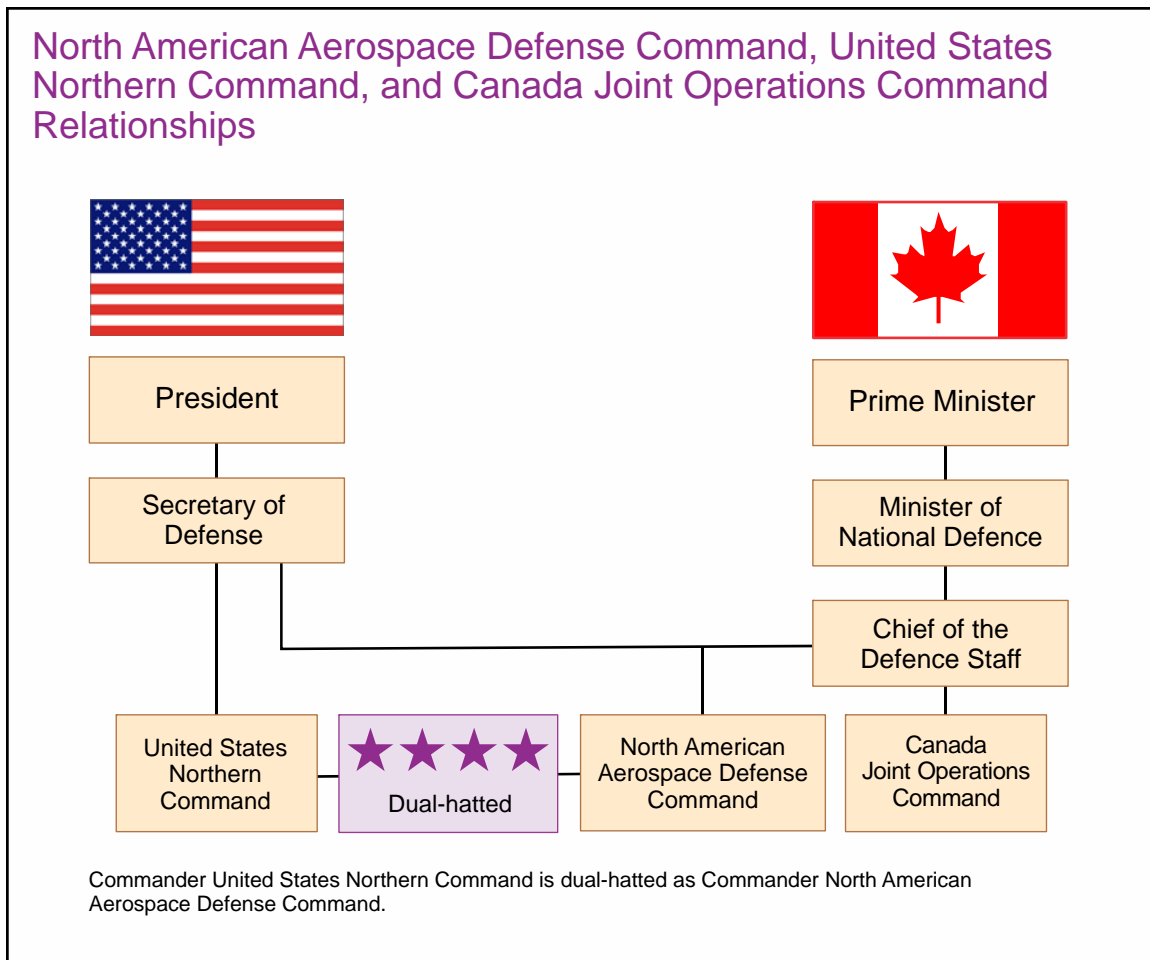 North American Aerospace Defense Command, United States
Northern Command, and Canada Joint Operations Command
Relationships
President
Prime Minister
Secretary of
Defense
Minister of
National Defence
Chief of the
Defence Staff
United States
Northern
Command
Dual-hatted
North American
Aerospace Defense
Command
Canada
Joint Operations
Command
Commander United States Northern Command is dual-hatted as Commander North American
Aerospace Defense Command.